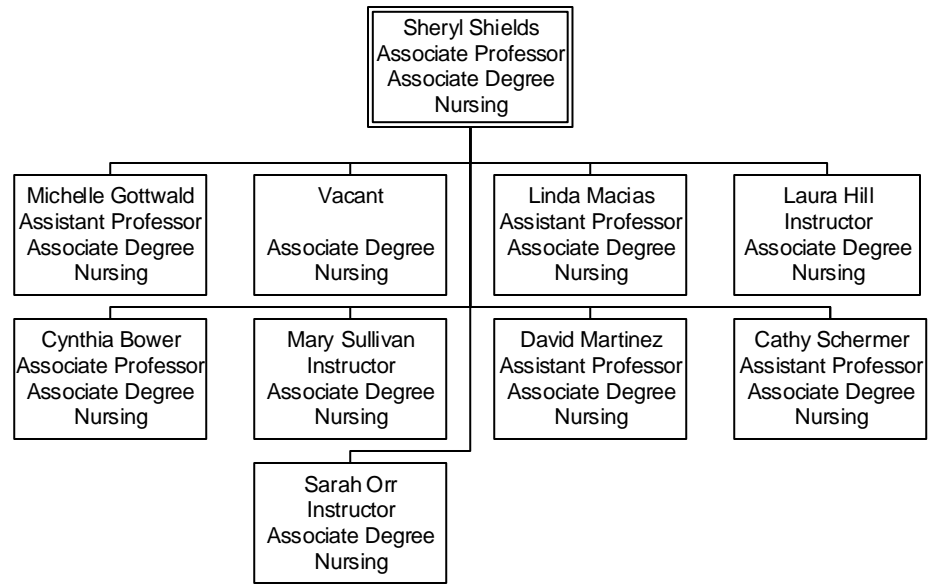 Sheryl Shields
Associate Professor
Associate Degree
Nursing
Michelle Gottwald
Assistant Professor
Associate Degree
Nursing
Vacant
Associate Degree
Nursing
Linda Macias
Assistant Professor
Associate Degree
Nursing
Laura Hill
Instructor
Associate Degree
Nursing
Cynthia Bower
Associate Professor
Associate Degree
Nursing
Mary Sullivan
Instructor
Associate Degree
Nursing
David Martinez
Assistant Professor
Associate Degree
Nursing
Cathy Schermer
Assistant Professor
Associate Degree
Nursing
Sarah Orr
Instructor
Associate Degree
Nursing